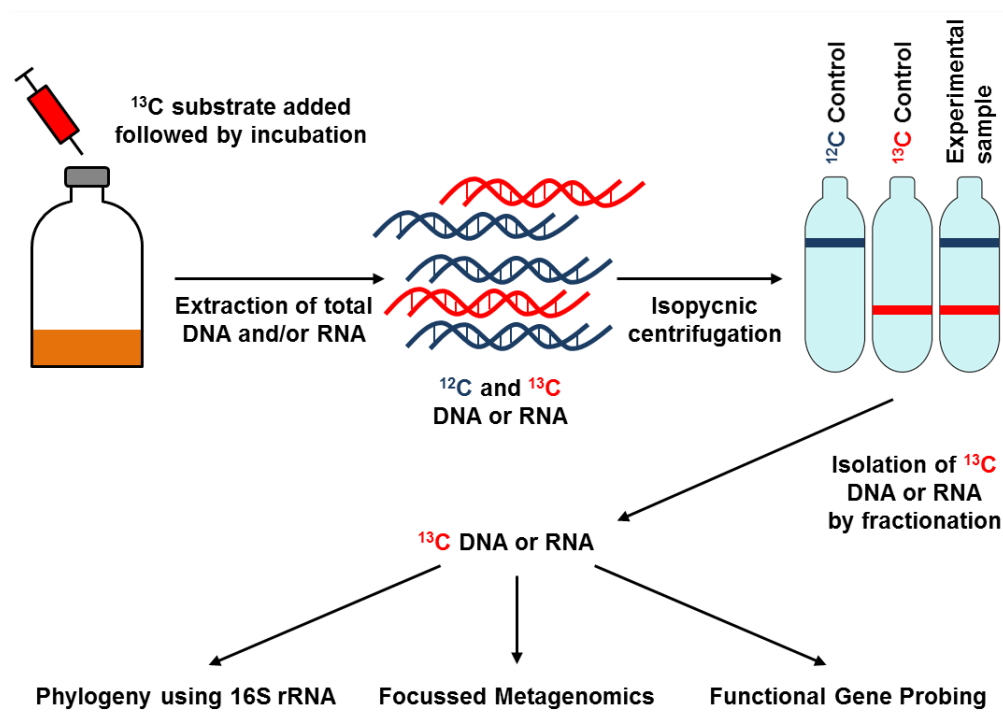 ¹³C substrate added
followed by incubation
¹²C Control
¹³C Control
Experimental
sample
Extraction of total
DNA and/or RNA
Isopycnic
centrifugation
¹²C and ¹³C
DNA or RNA
Isolation of ¹³C
DNA or RNA
by fractionation
¹³C DNA or RNA
Phylogeny using 16S rRNA
Focussed Metagenomics
Functional Gene Probing